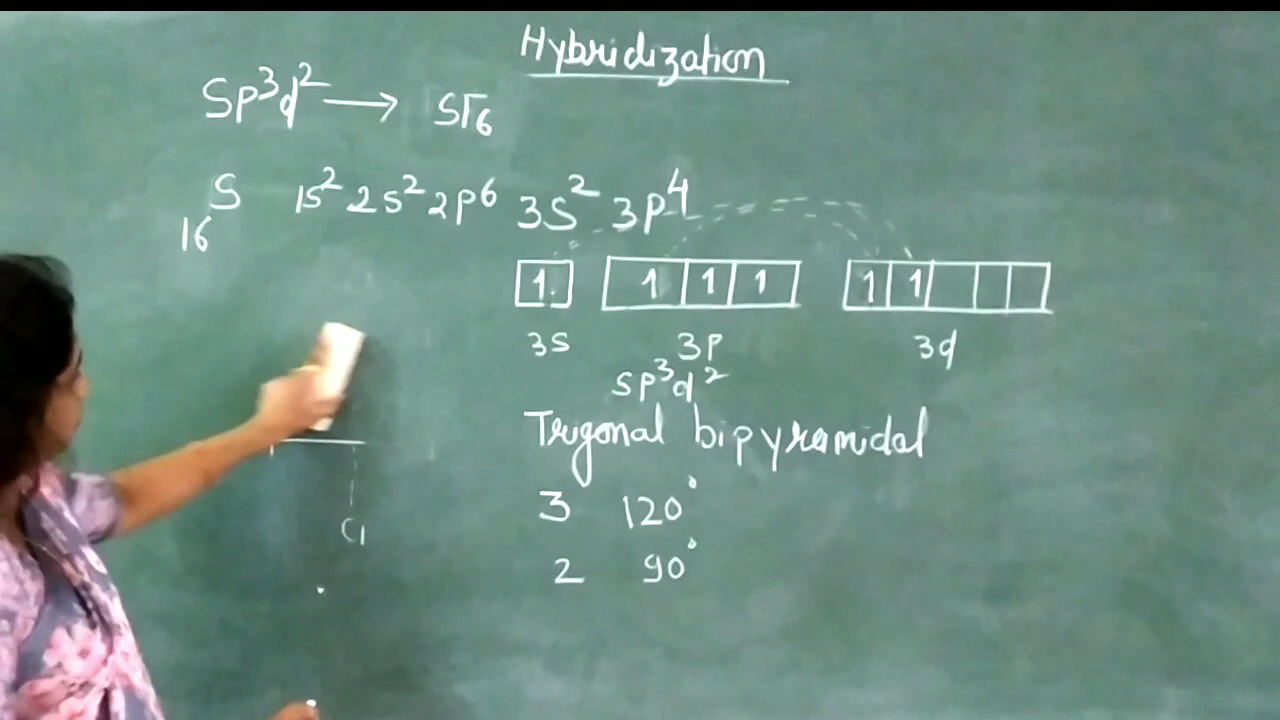 Hybridization
Sp³d² → SF₆
₁₆S 1s² 2s² 2p⁶ 3s² 3p⁴
1 1 1 1 1 1
3s 3p 3d
sp³d²
Trigonal bipyramidal
3 120°
2 90°
Cl